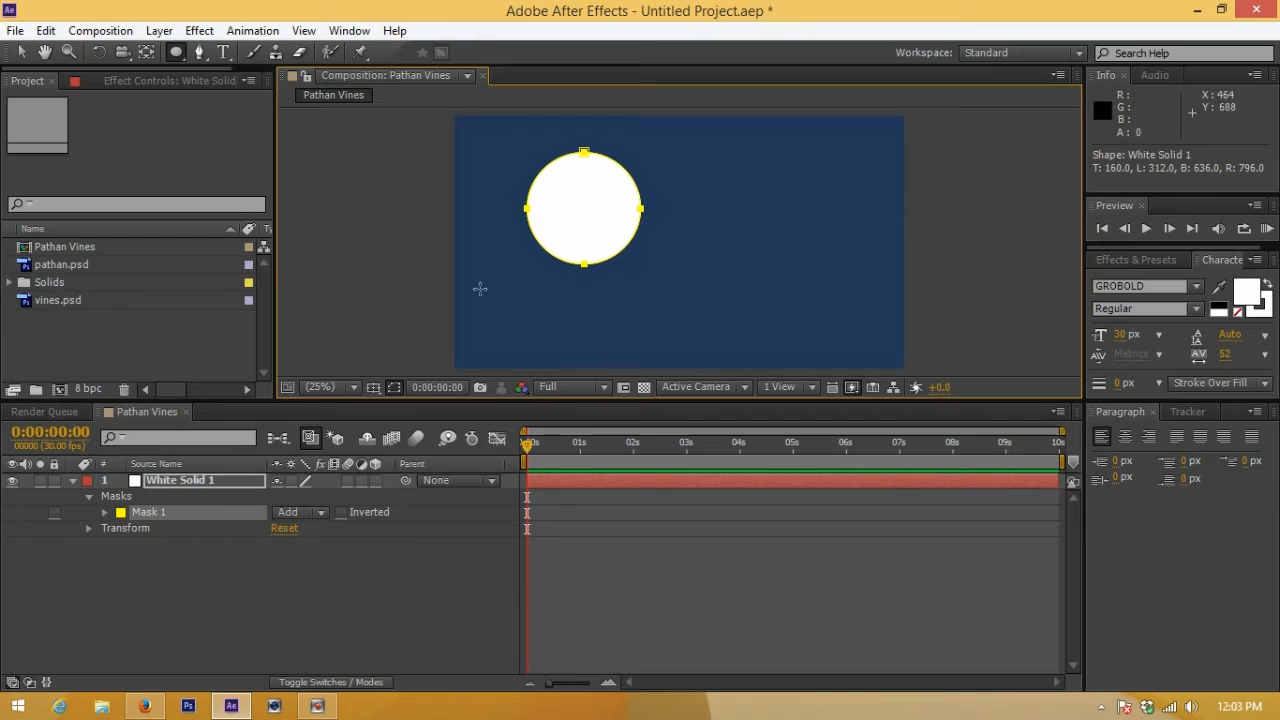 Adobe After Effects - Untitled Project.aep *
File Edit Composition Layer Effect Animation View Window Help
Workspace: Standard Search Help
Project Effect Controls: White Solid
Composition: Pathan Vines
Info Audio
Pathan Vines
R : X : 464
G : Y : 688
B :
A : 0
Shape: White Solid 1
T: 160.0, L: 312.0, B: 636.0, R: 796.0
Preview
Name Ty
Pathan Vines
pathan.psd
Solids
vines.psd
Effects & Presets Characte
GROBOLD
Regular
30 px Auto
Metrics 52
0 px Stroke Over Fill
8 bpc
(25%) 0:00:00:00 Full Active Camera 1 View +0.0
Render Queue Pathan Vines
Paragraph Tracker
0:00:00:00
00000 (30.00 fps)
01s 02s 03s 04s 05s 06s 07s 08s 09s 10s
# Source Name Parent
1 White Solid 1 None
Masks
Mask 1 Add Inverted
Transform Reset
0 px 0 px 0 px
0 px 0 px
Toggle Switches / Modes
Ps Ae
12:03 PM